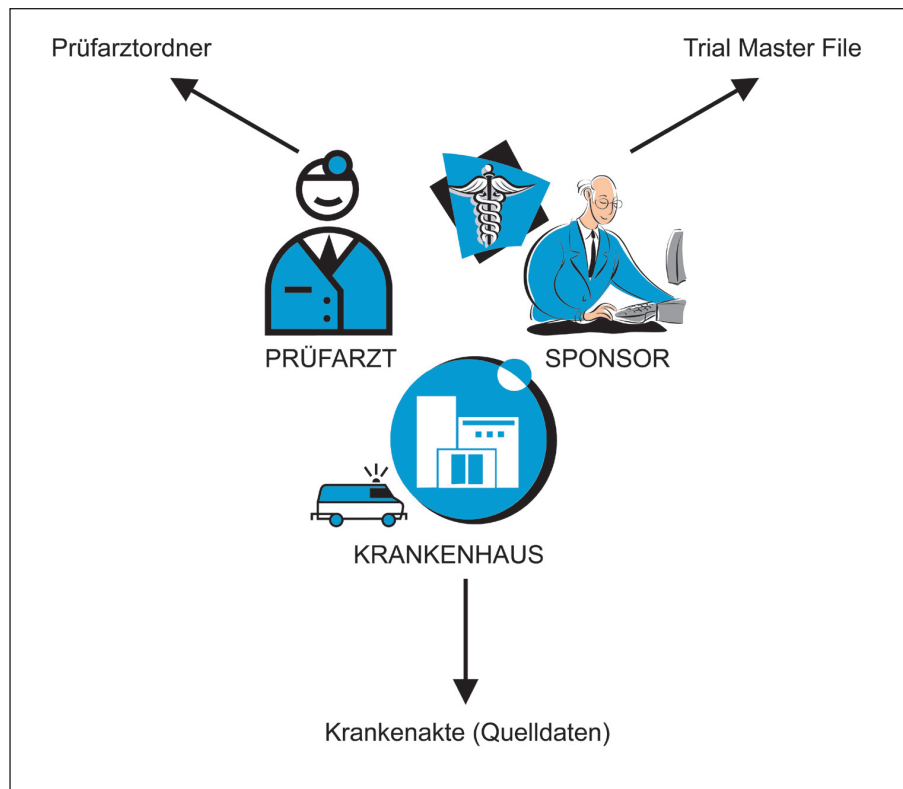 Prüfarztordner
Trial Master File
PRÜFARZT
SPONSOR
KRANKENHAUS
Krankenakte (Quelldaten)